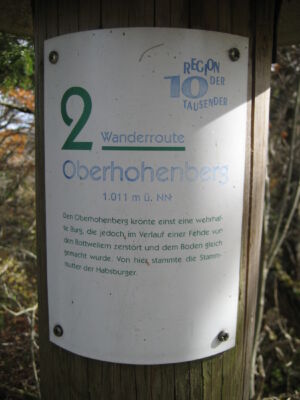 REGION
10 DER
TAUSENDER
2 Wanderroute
Oberhohenberg
1.011 m ü. NN
Den Oberhohenberg krönte einst eine wehrhaf-
te Burg, die jedoch, im Verlauf einer Fehde von
den Rottweilern zerstört und dem Boden gleich
gemacht wurde. Von hier, stammte die Stamm-
mutter der Habsburger.